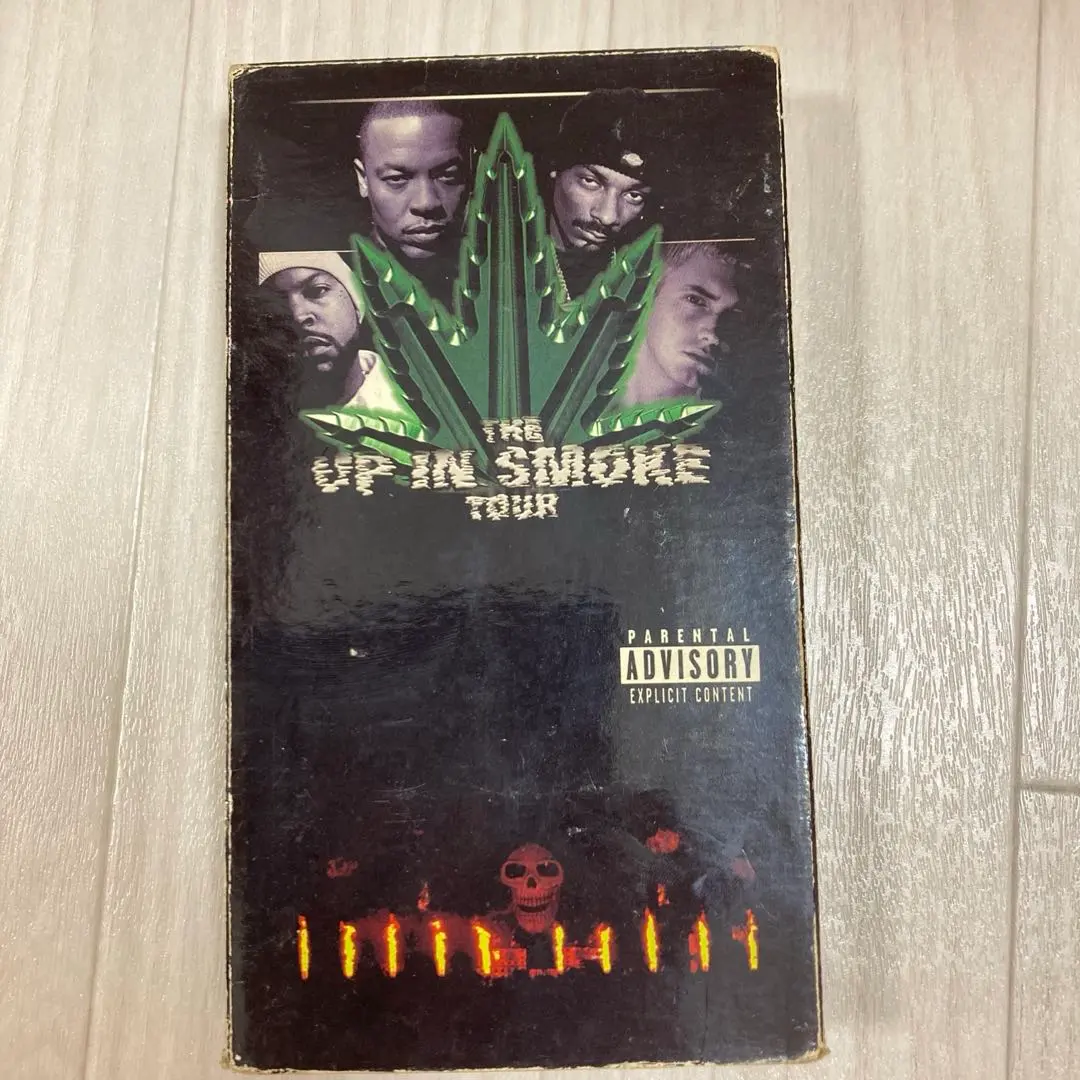 THE
UP IN SMOKE
TOUR
PARENTAL
ADVISORY
EXPLICIT CONTENT